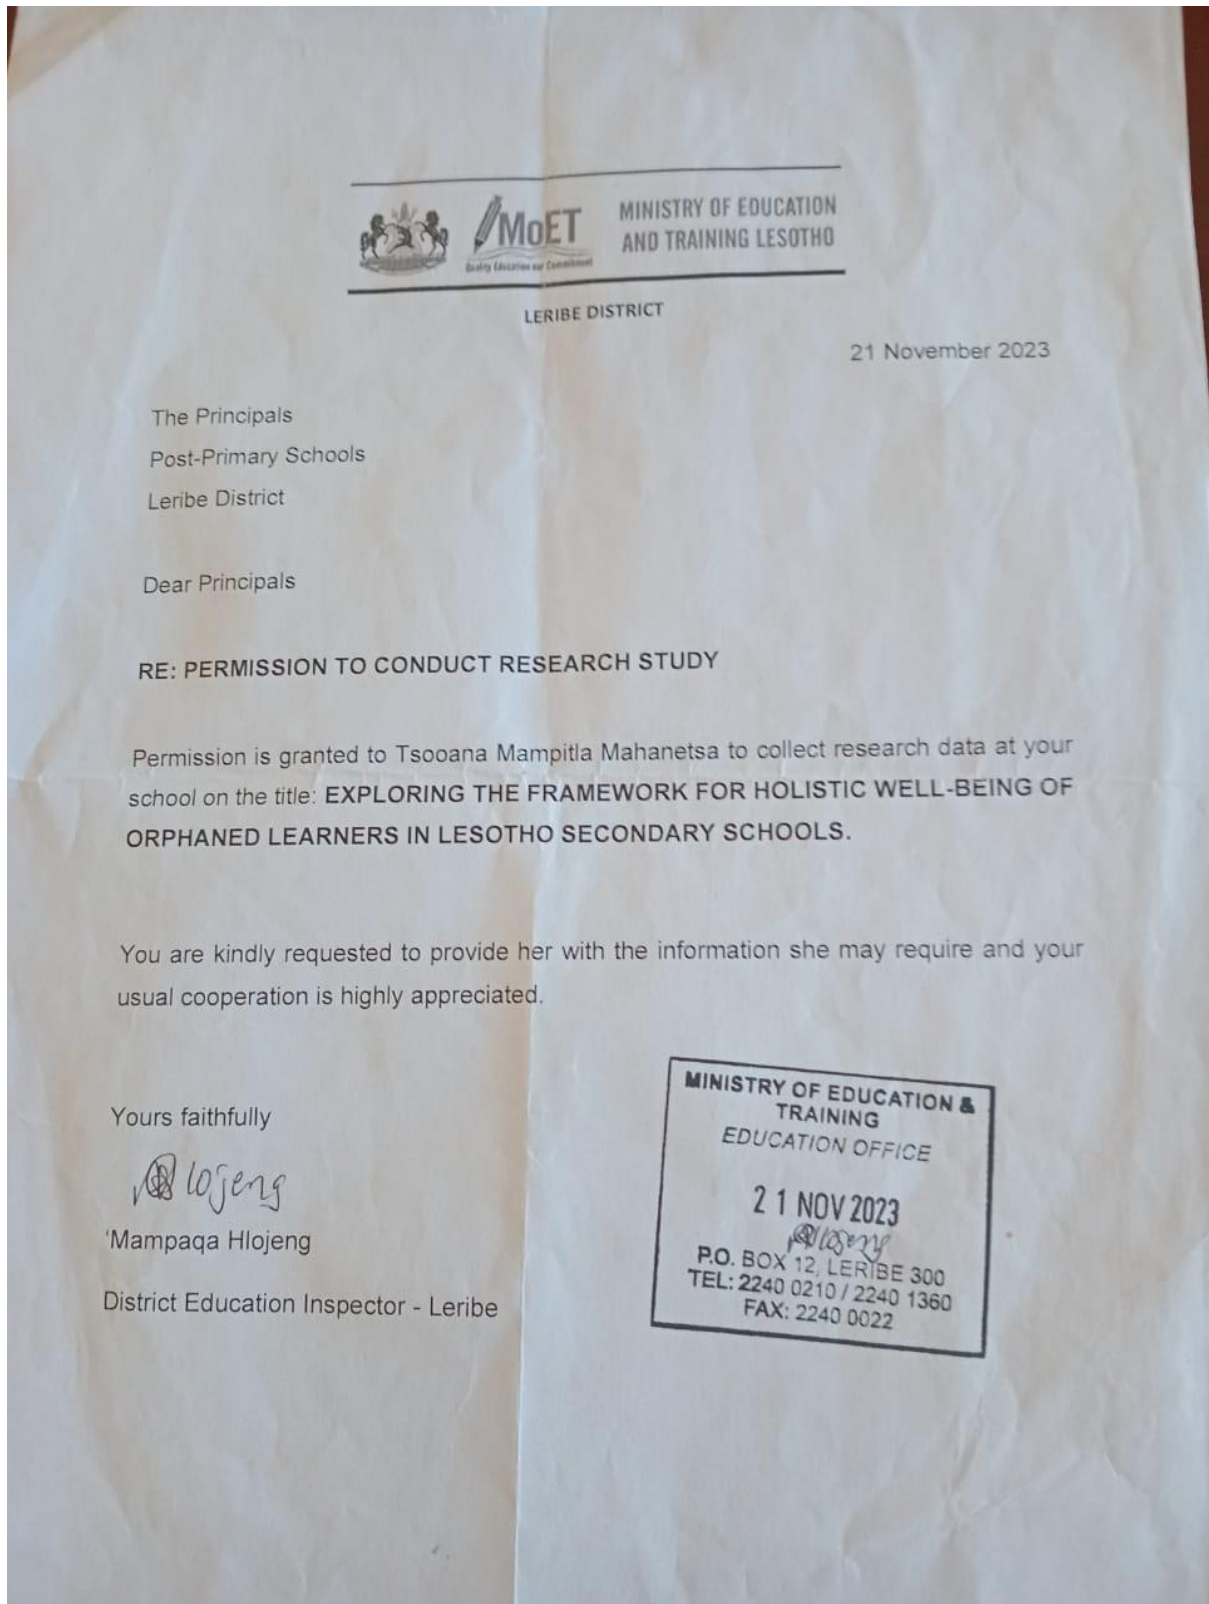 MoET
Quality Education our Commitment
MINISTRY OF EDUCATION
AND TRAINING LESOTHO
LERIBE DISTRICT
21 November 2023
The Principals
Post-Primary Schools
Leribe District
Dear Principals
RE: PERMISSION TO CONDUCT RESEARCH STUDY
Permission is granted to Tsooana Mampitla Mahanetsa to collect research data at your
school on the title: EXPLORING THE FRAMEWORK FOR HOLISTIC WELL-BEING OF
ORPHANED LEARNERS IN LESOTHO SECONDARY SCHOOLS.
You are kindly requested to provide her with the information she may require and your
usual cooperation is highly appreciated.
Yours faithfully
'Mampaqa Hlojeng
District Education Inspector - Leribe
MINISTRY OF EDUCATION &
TRAINING
EDUCATION OFFICE
21 NOV 2023
P.O. BOX 12, LERIBE 300
TEL: 2240 0210 / 2240 1360
FAX: 2240 0022